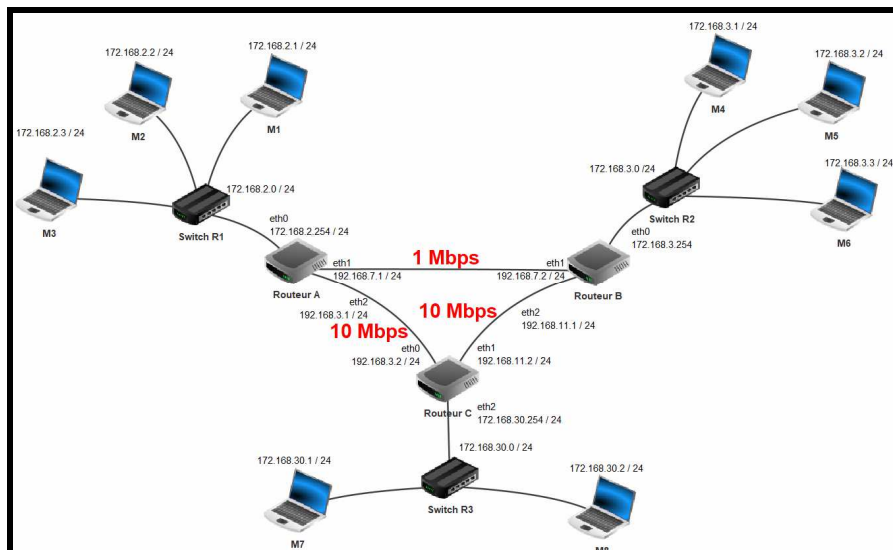 172.168.2.2 / 24
172.168.2.1 / 24
172.168.3.1 / 24
172.168.3.2 / 24
172.168.2.3 / 24
M2
M1
M4
M5
172.168.3.0 /24
172.168.3.3 / 24
172.168.2.0 / 24
M3
Switch R1
Switch R2
M6
eth0
172.168.2.254 / 24
eth0
172.168.3.254
eth1
192.168.7.1 / 24
1 Mbps
eth1
192.168.7.2 / 24
Routeur A
Routeur B
eth2
192.168.3.1 / 24
10 Mbps
10 Mbps
eth2
192.168.11.1 / 24
eth0
192.168.3.2 / 24
eth1
192.168.11.2 / 24
Routeur C
eth2
172.168.30.254 / 24
172.168.30.0 / 24
172.168.30.1 / 24
172.168.30.2 / 24
Switch R3
M7
M8